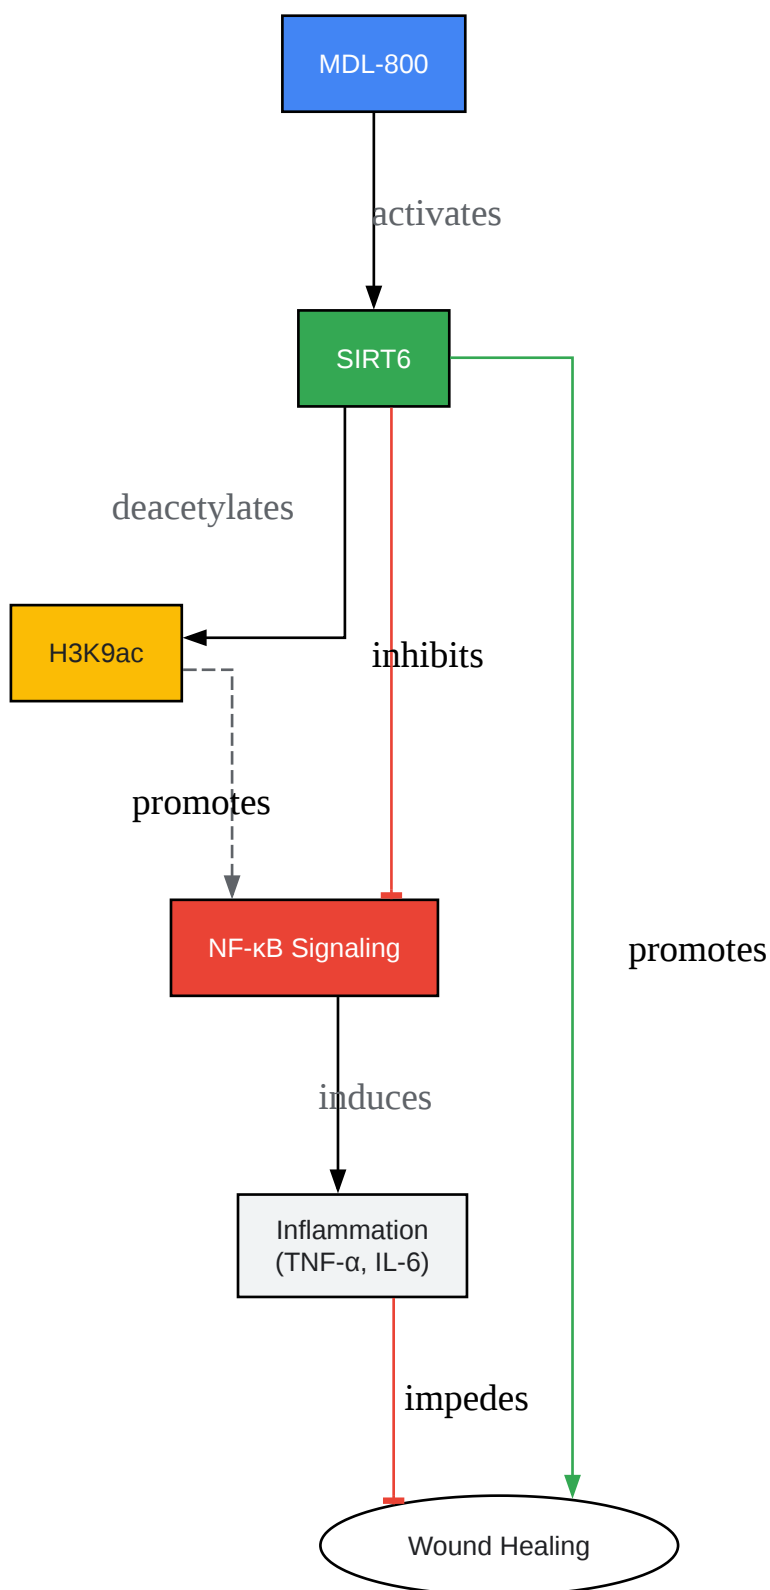 MDL-800
activates
SIRT6
deacetylates
H3K9ac
inhibits
promotes
NF-κB Signaling
promotes
induces
Inflammation
(TNF-α, IL-6)
impedes
Wound Healing